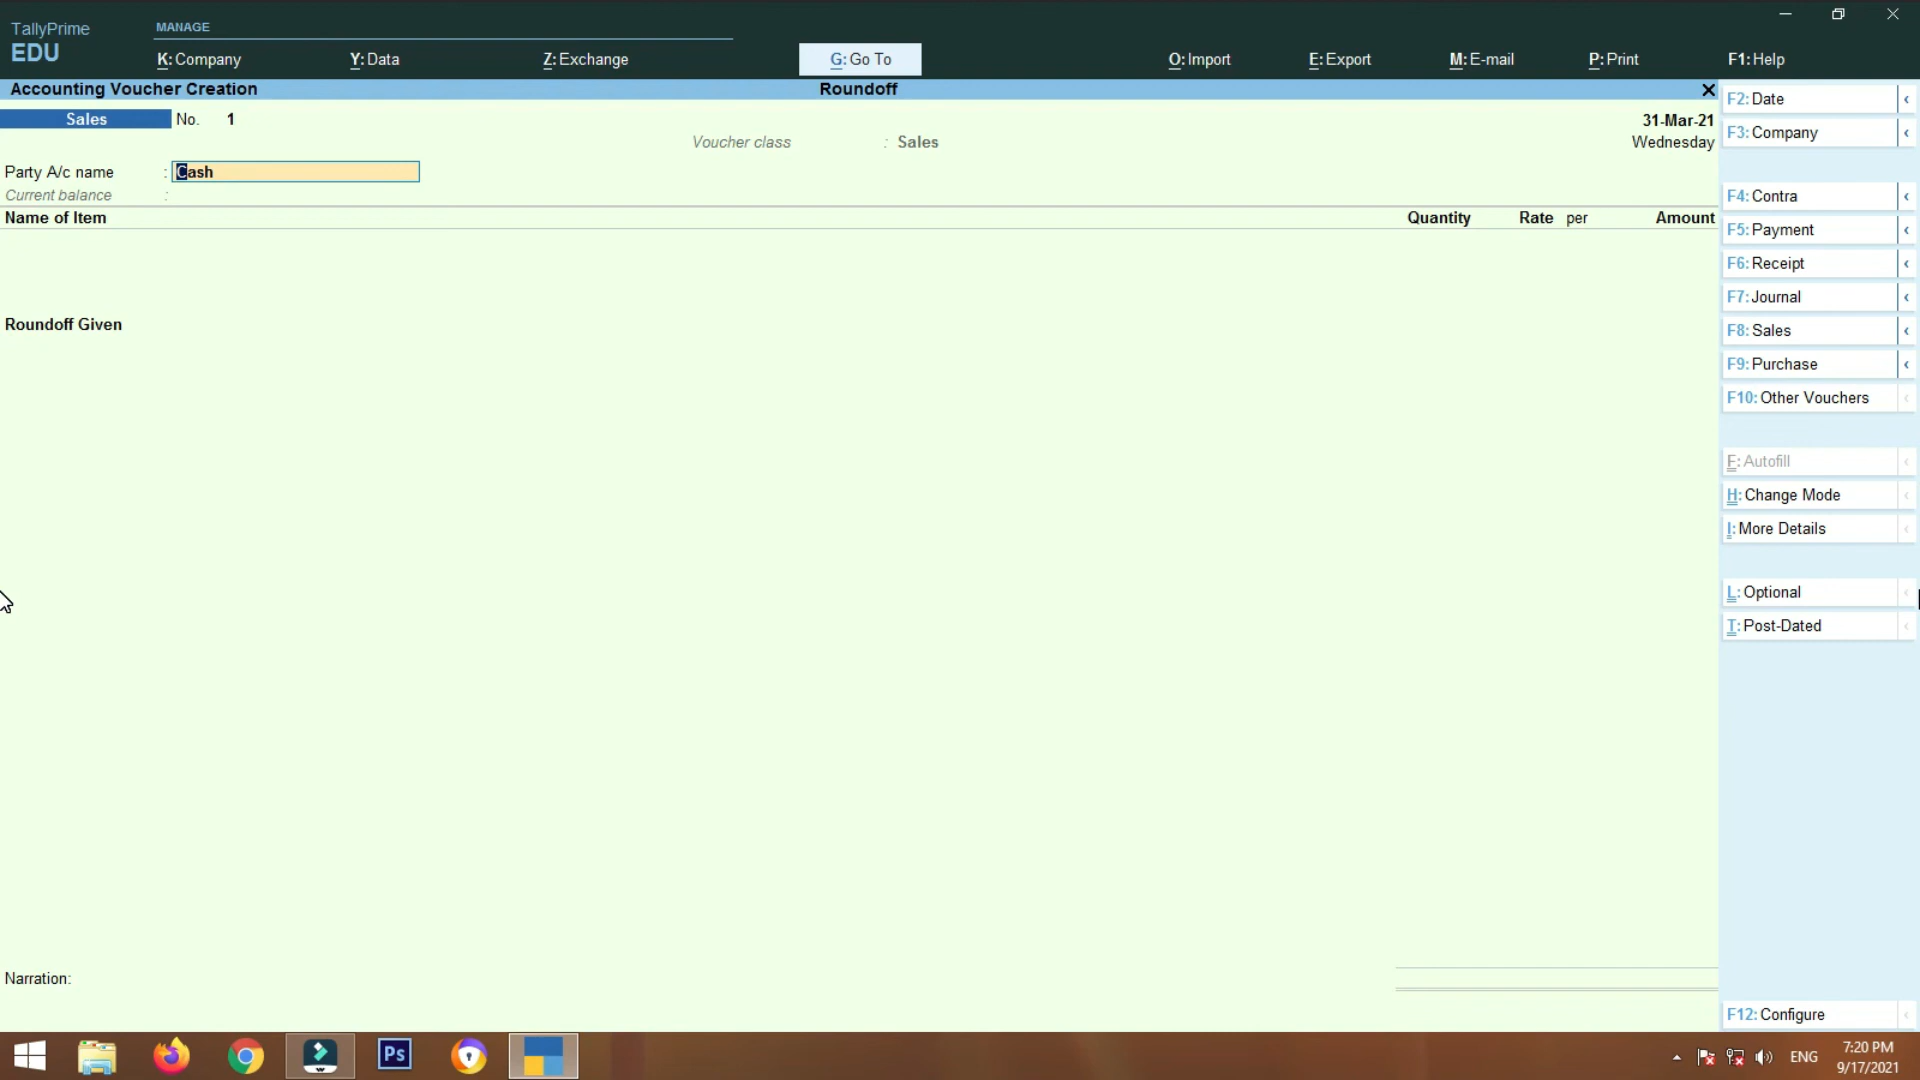 TallyPrime
EDU
MANAGE
K: Company
Y: Data
Z: Exchange
G: Go To
O: Import
E: Export
M: E-mail
P: Print
F1: Help
Accounting Voucher Creation
Roundoff
Sales
No. 1
31-Mar-21
Voucher class : Sales
Wednesday
Party A/c name : Cash
Current balance :
Name of Item
Quantity
Rate per
Amount
Roundoff Given
Narration:
F2: Date
F3: Company
F4: Contra
F5: Payment
F6: Receipt
F7: Journal
F8: Sales
F9: Purchase
F10: Other Vouchers
F: Autofill
H: Change Mode
I: More Details
L: Optional
T: Post-Dated
F12: Configure
Ps
ENG
7:20 PM
9/17/2021